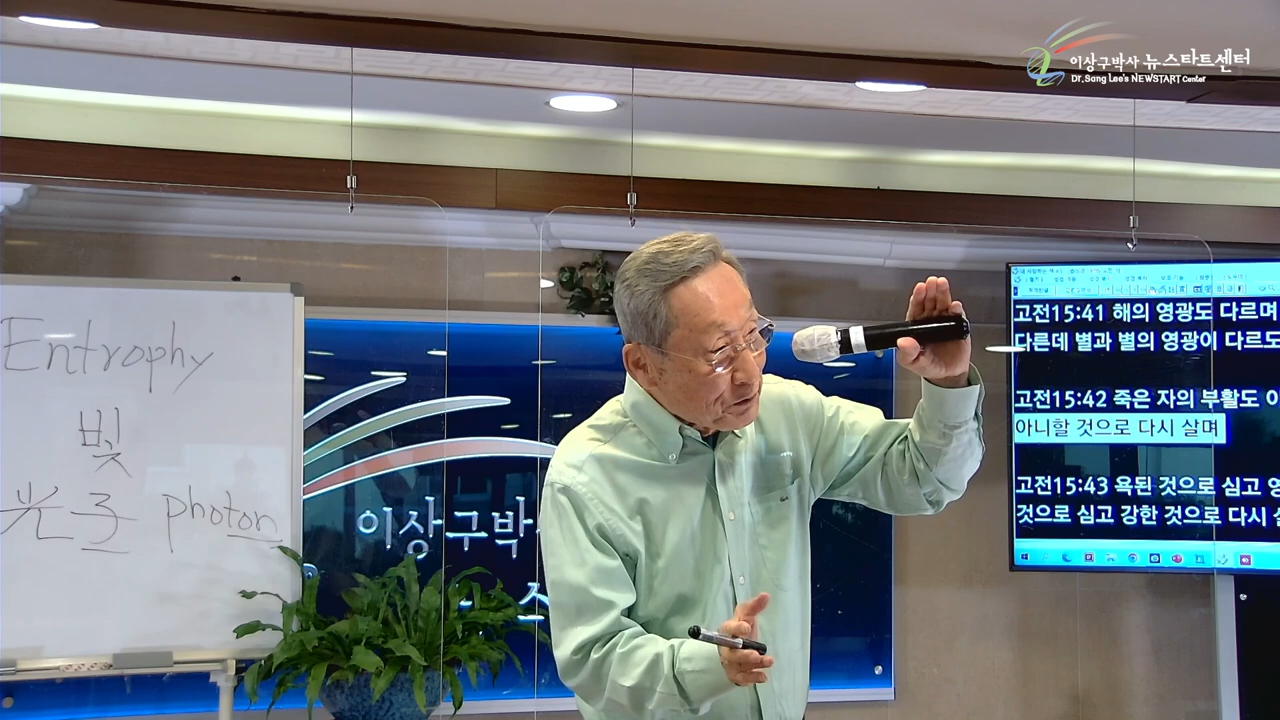 이상구박사 뉴스타트센터
Dr. Sang Lee's NEWSTART Center
Entrophy
빛
光子 photon
이상구박
고전15:41 해의 영광도 다르며
다른데 별과 별의 영광이 다르도
고전15:42 죽은 자의 부활도 이
아니할 것으로 다시 살며
고전15:43 욕된 것으로 심고 영
것으로 심고 강한 것으로 다시